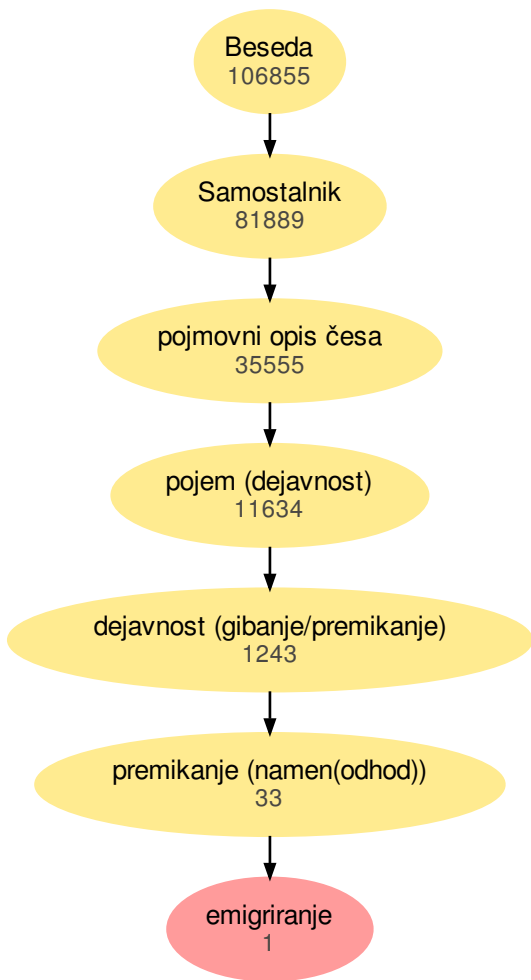 Beseda
106855
Samostalnik
81889
pojmovni opis česa
35555
pojem (dejavnost)
11634
dejavnost (gibanje/premikanje)
1243
premikanje (namen(odhod))
33
emigriranje
1